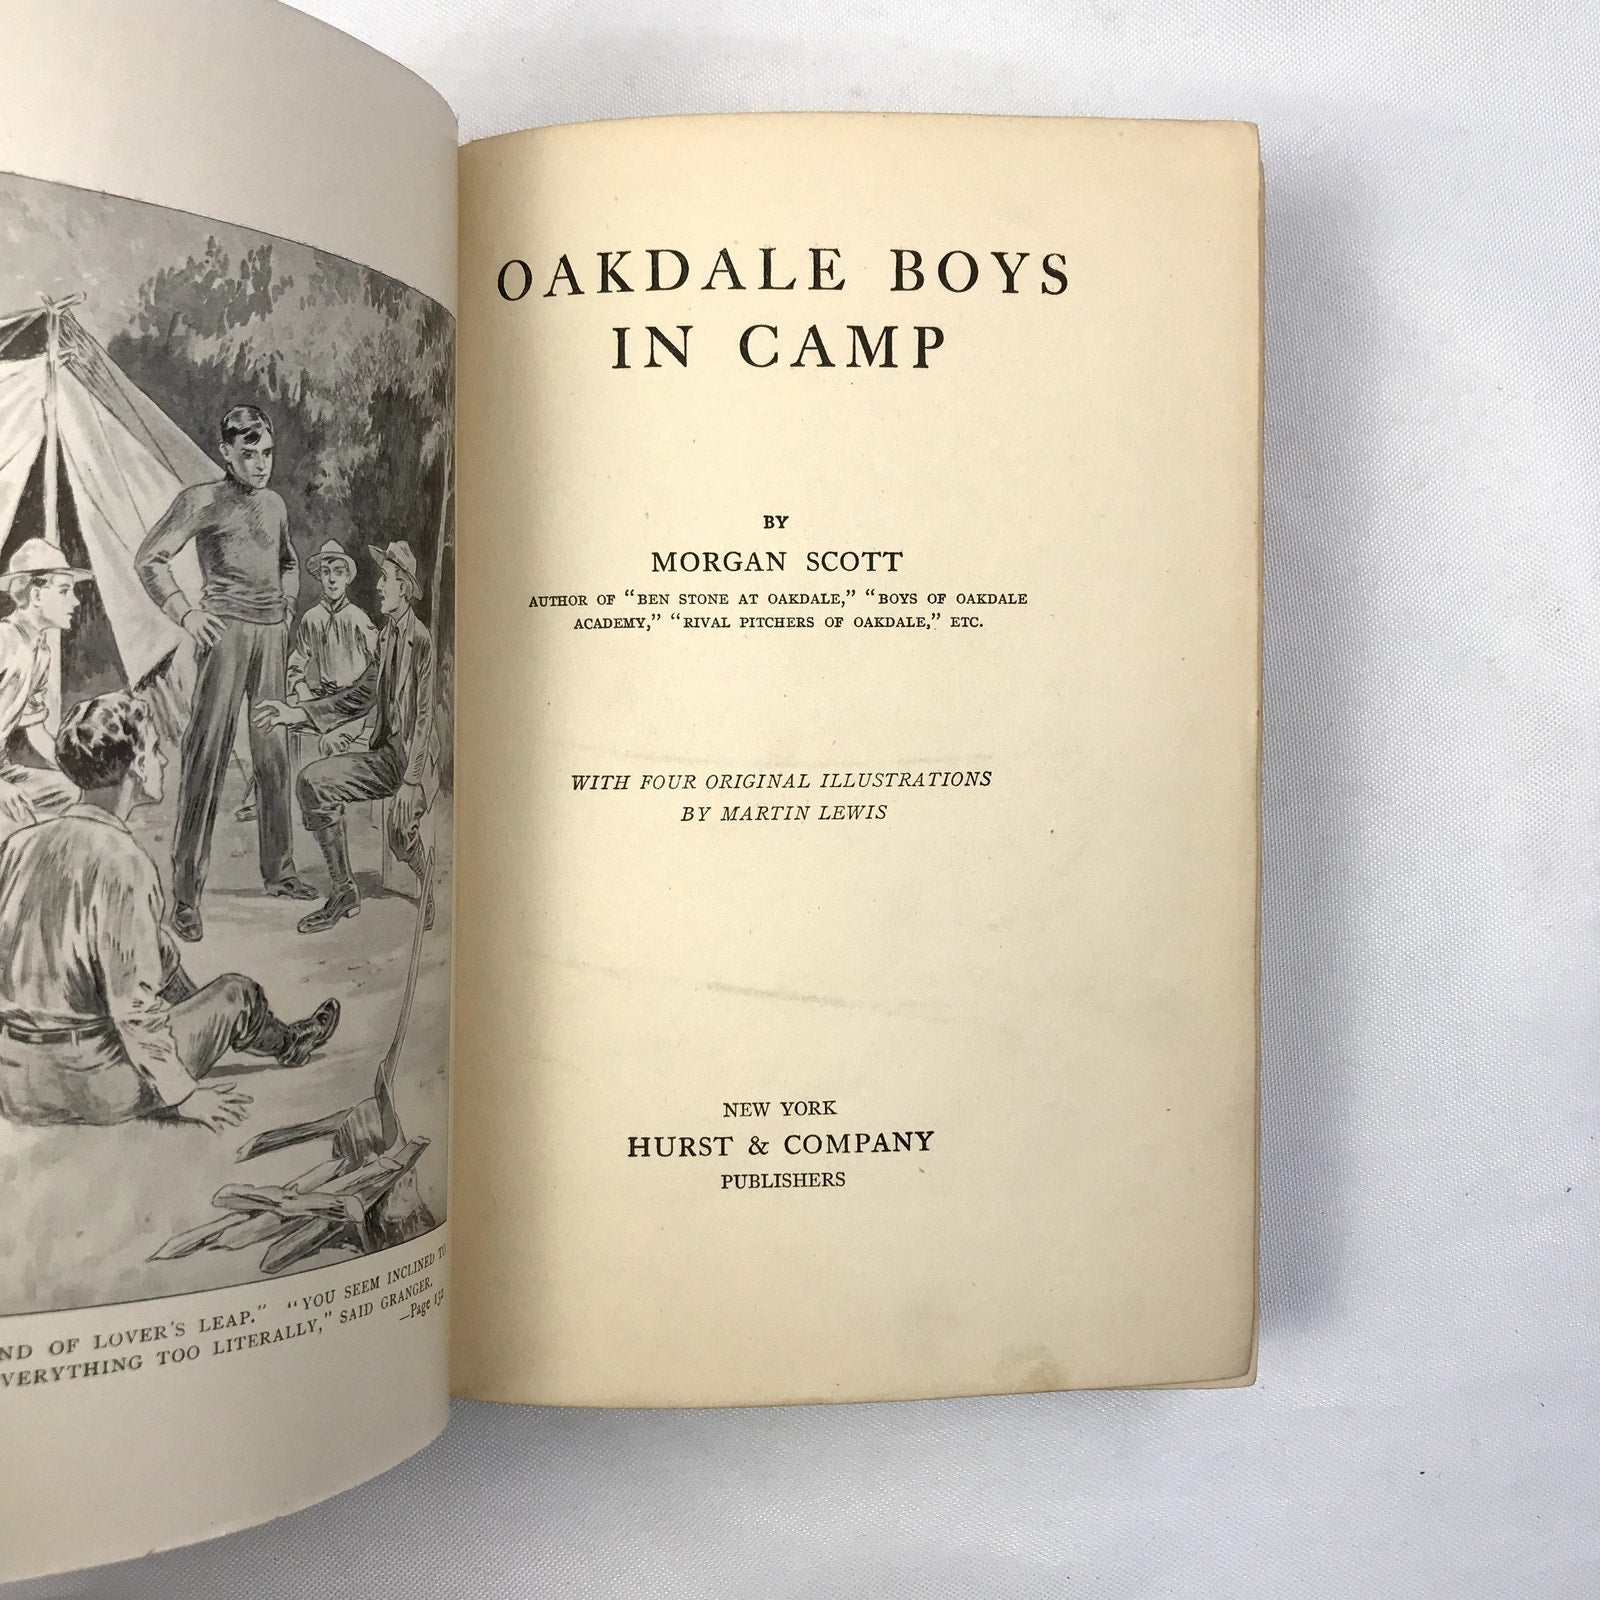 OF LOVER'S LEAP." "YOU SEEM INCLINED
TOO LITERALLY," SAID GRANGER.
—Page
OAKDALE BOYS
IN CAMP
BY
MORGAN SCOTT
AUTHOR OF "BEN STONE AT OAKDALE," "BOYS OF OAKDALE
ACADEMY," "RIVAL PITCHERS OF OAKDALE," ETC.
WITH FOUR ORIGINAL ILLUSTRATIONS
BY MARTIN LEWIS
NEW YORK
HURST & COMPANY
PUBLISHERS